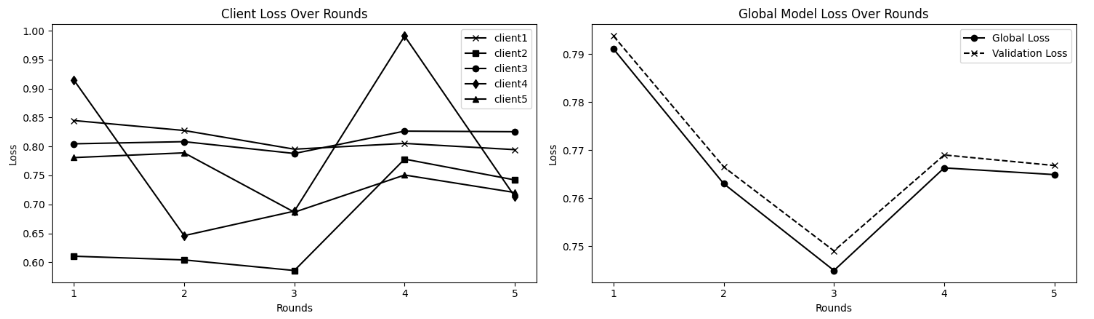 Client Loss Over Rounds
1.00
0.95
0.90
0.85
0.80
0.75
0.70
0.65
0.60
Loss
1 2 3 4 5
Rounds
client1
client2
client3
client4
client5
Global Model Loss Over Rounds
0.79
0.78
0.77
0.76
0.75
Loss
1 2 3 4 5
Rounds
Global Loss
Validation Loss